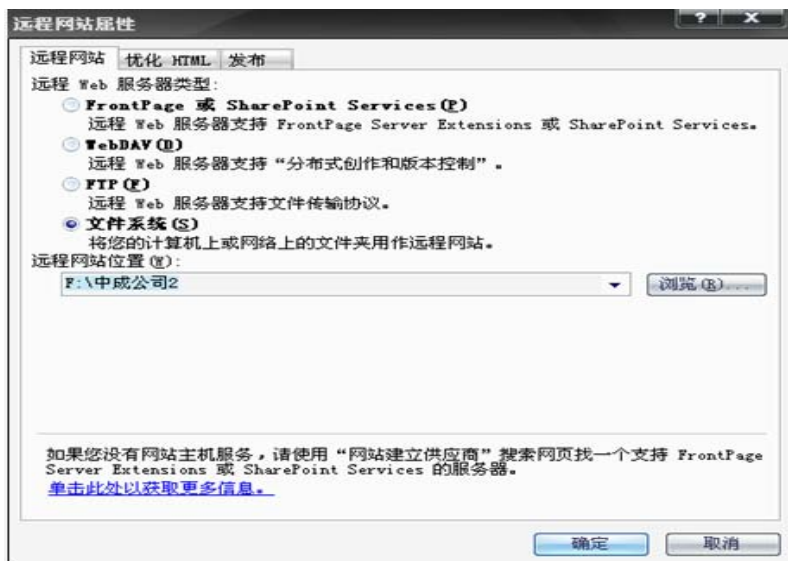 远程网站属性
? X
远程网站 优化 HTML 发布
远程 Web 服务器类型:
FrontPage 或 SharePoint Services(P)
远程 Web 服务器支持 FrontPage Server Extensions 或 SharePoint Services。
WebDAV(D)
远程 Web 服务器支持“分布式创作和版本控制”。
FTP(F)
远程 Web 服务器支持文件传输协议。
文件系统(S)
将您的计算机上或网络上的文件夹用作远程网站。
远程网站位置(W):
F:\中成公司2 浏览(R)...
如果您没有网站主机服务，请使用“网站建立供应商”搜索网页找一个支持 FrontPage
Server Extensions 或 SharePoint Services 的服务器。
单击此处以获取更多信息。
确定 取消